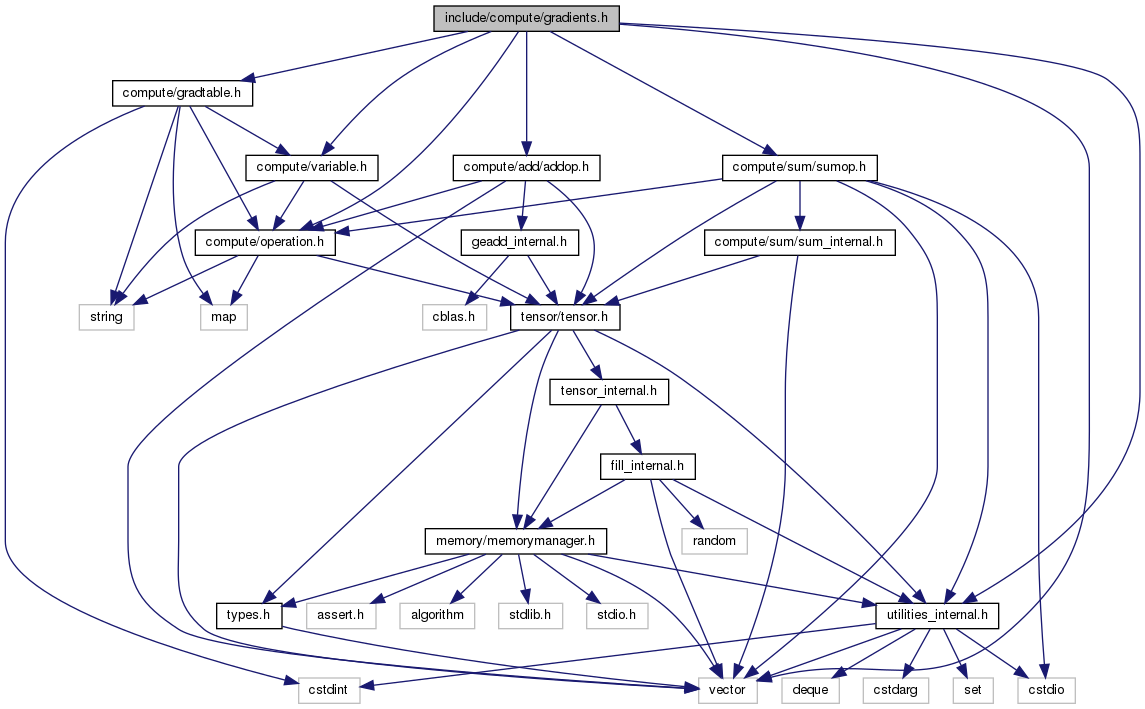 include/compute/gradients.h
compute/gradtable.h
compute/variable.h
compute/add/addop.h
compute/sum/sumop.h
compute/operation.h
geadd_internal.h
compute/sum/sum_internal.h
string
map
cblas.h
tensor/tensor.h
tensor_internal.h
fill_internal.h
memory/memorymanager.h
random
types.h
assert.h
algorithm
stdlib.h
stdio.h
utilities_internal.h
cstdint
vector
deque
cstdarg
set
cstdio